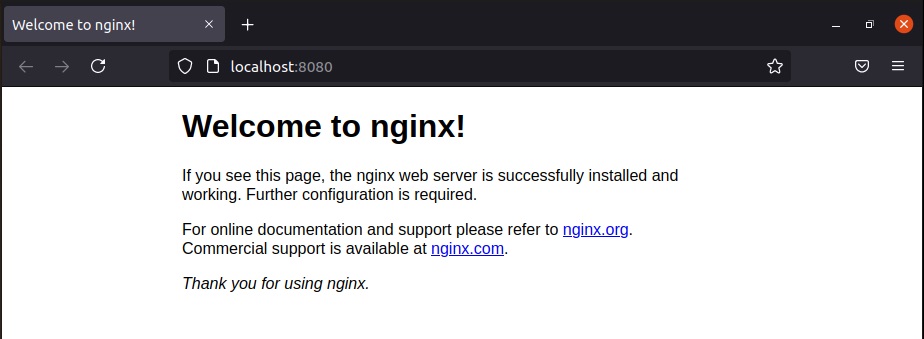 Welcome to nginx!
localhost:8080
Welcome to nginx!
If you see this page, the nginx web server is successfully installed and
working. Further configuration is required.
For online documentation and support please refer to nginx.org.
Commercial support is available at nginx.com.
Thank you for using nginx.